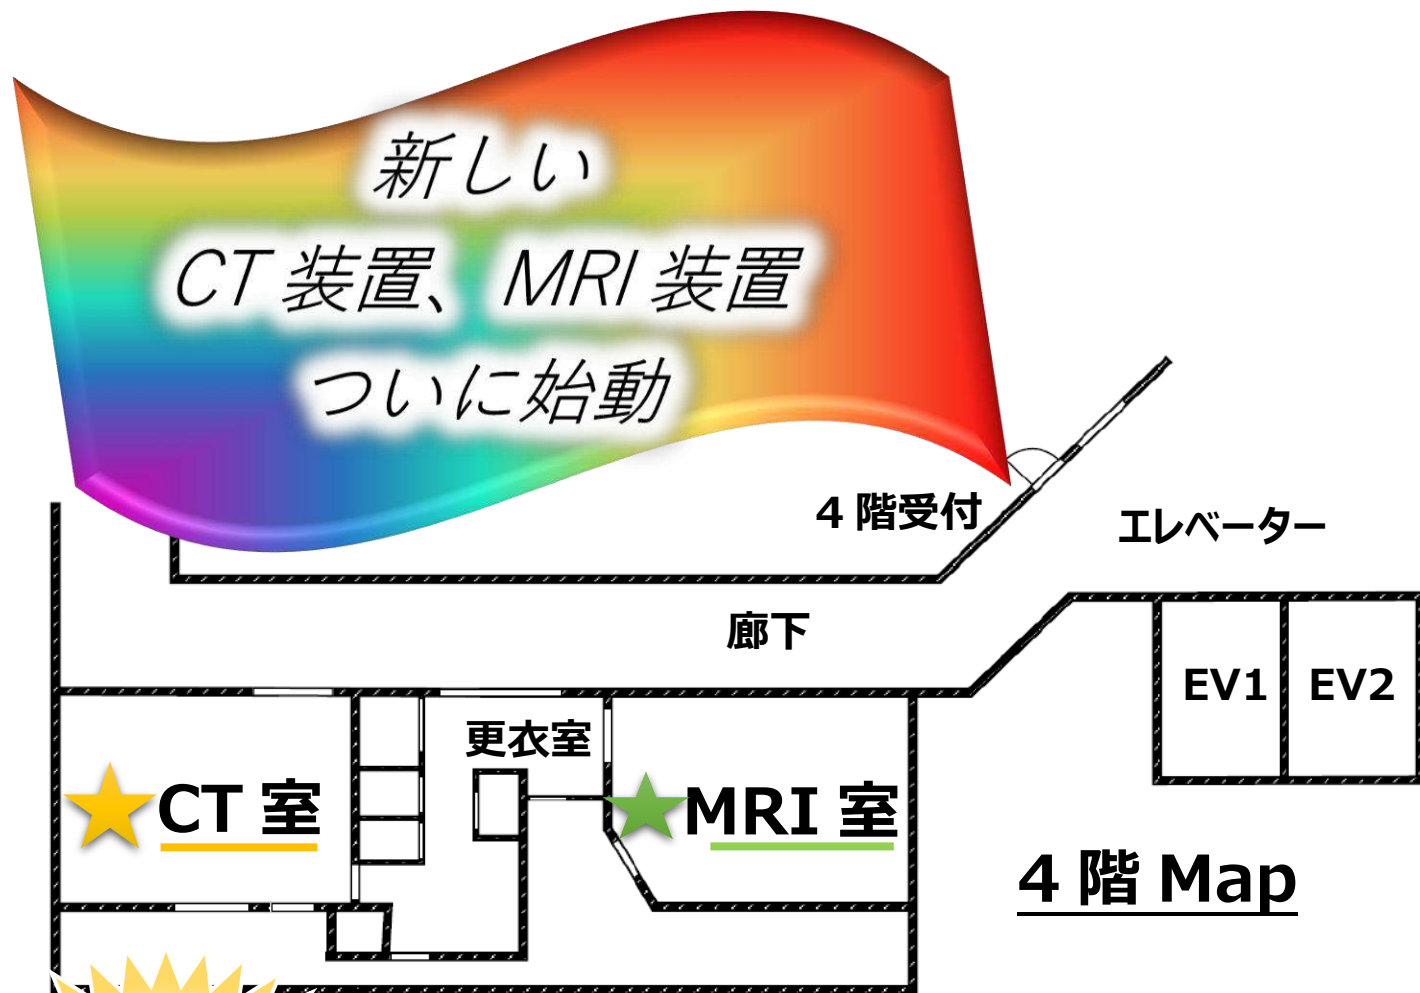 新しい
CT 装置、MRI 装置
ついに始動
4 階受付
エレベーター
廊下
EV1
EV2
更衣室
CT 室
MRI 室
4 階 Map